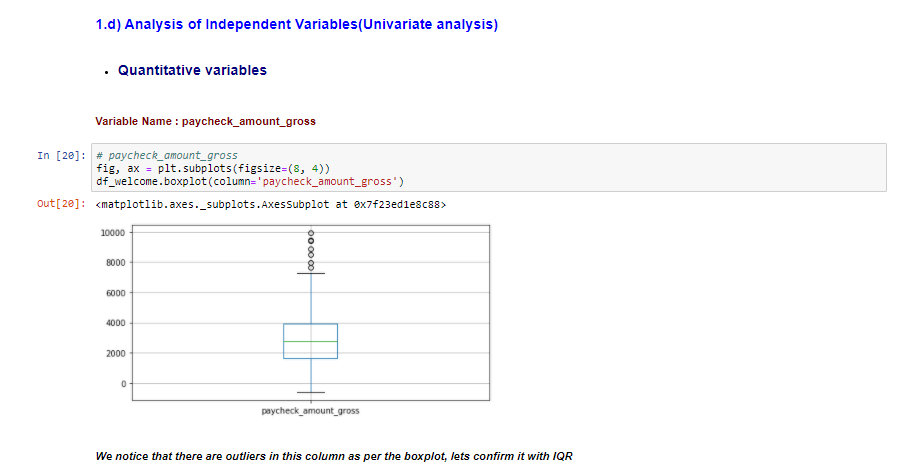 1.d) Analysis of Independent Variables(Univariate analysis)
• Quantitative variables
Variable Name : paycheck_amount_gross
In [20]: # paycheck_amount_gross
fig, ax = plt.subplots(figsize=(8, 4))
df_welcome.boxplot(column='paycheck_amount_gross')
Out[20]: <matplotlib.axes._subplots.AxesSubplot at 0x7f23ed1e8c88>
10000
8000
6000
4000
2000
0
paycheck_amount_gross
We notice that there are outliers in this column as per the boxplot, lets confirm it with IQR